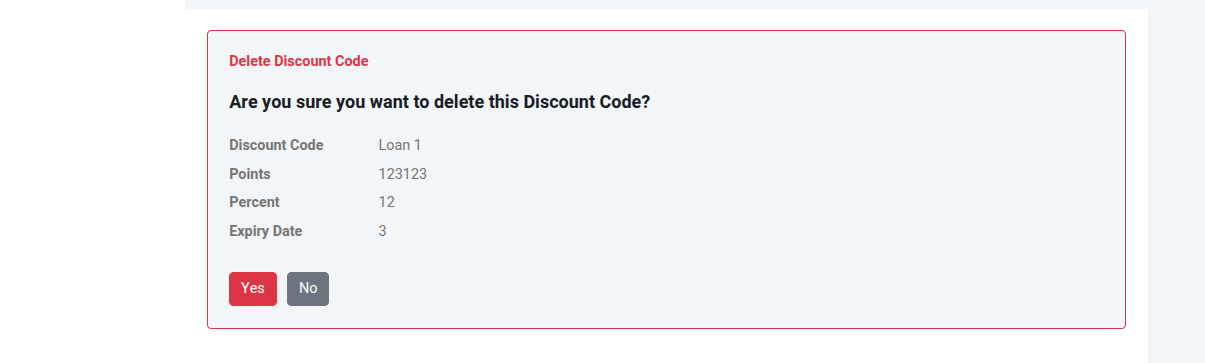 Delete Discount Code
Are you sure you want to delete this Discount Code?
Discount Code Loan 1
Points 123123
Percent 12
Expiry Date 3
Yes No